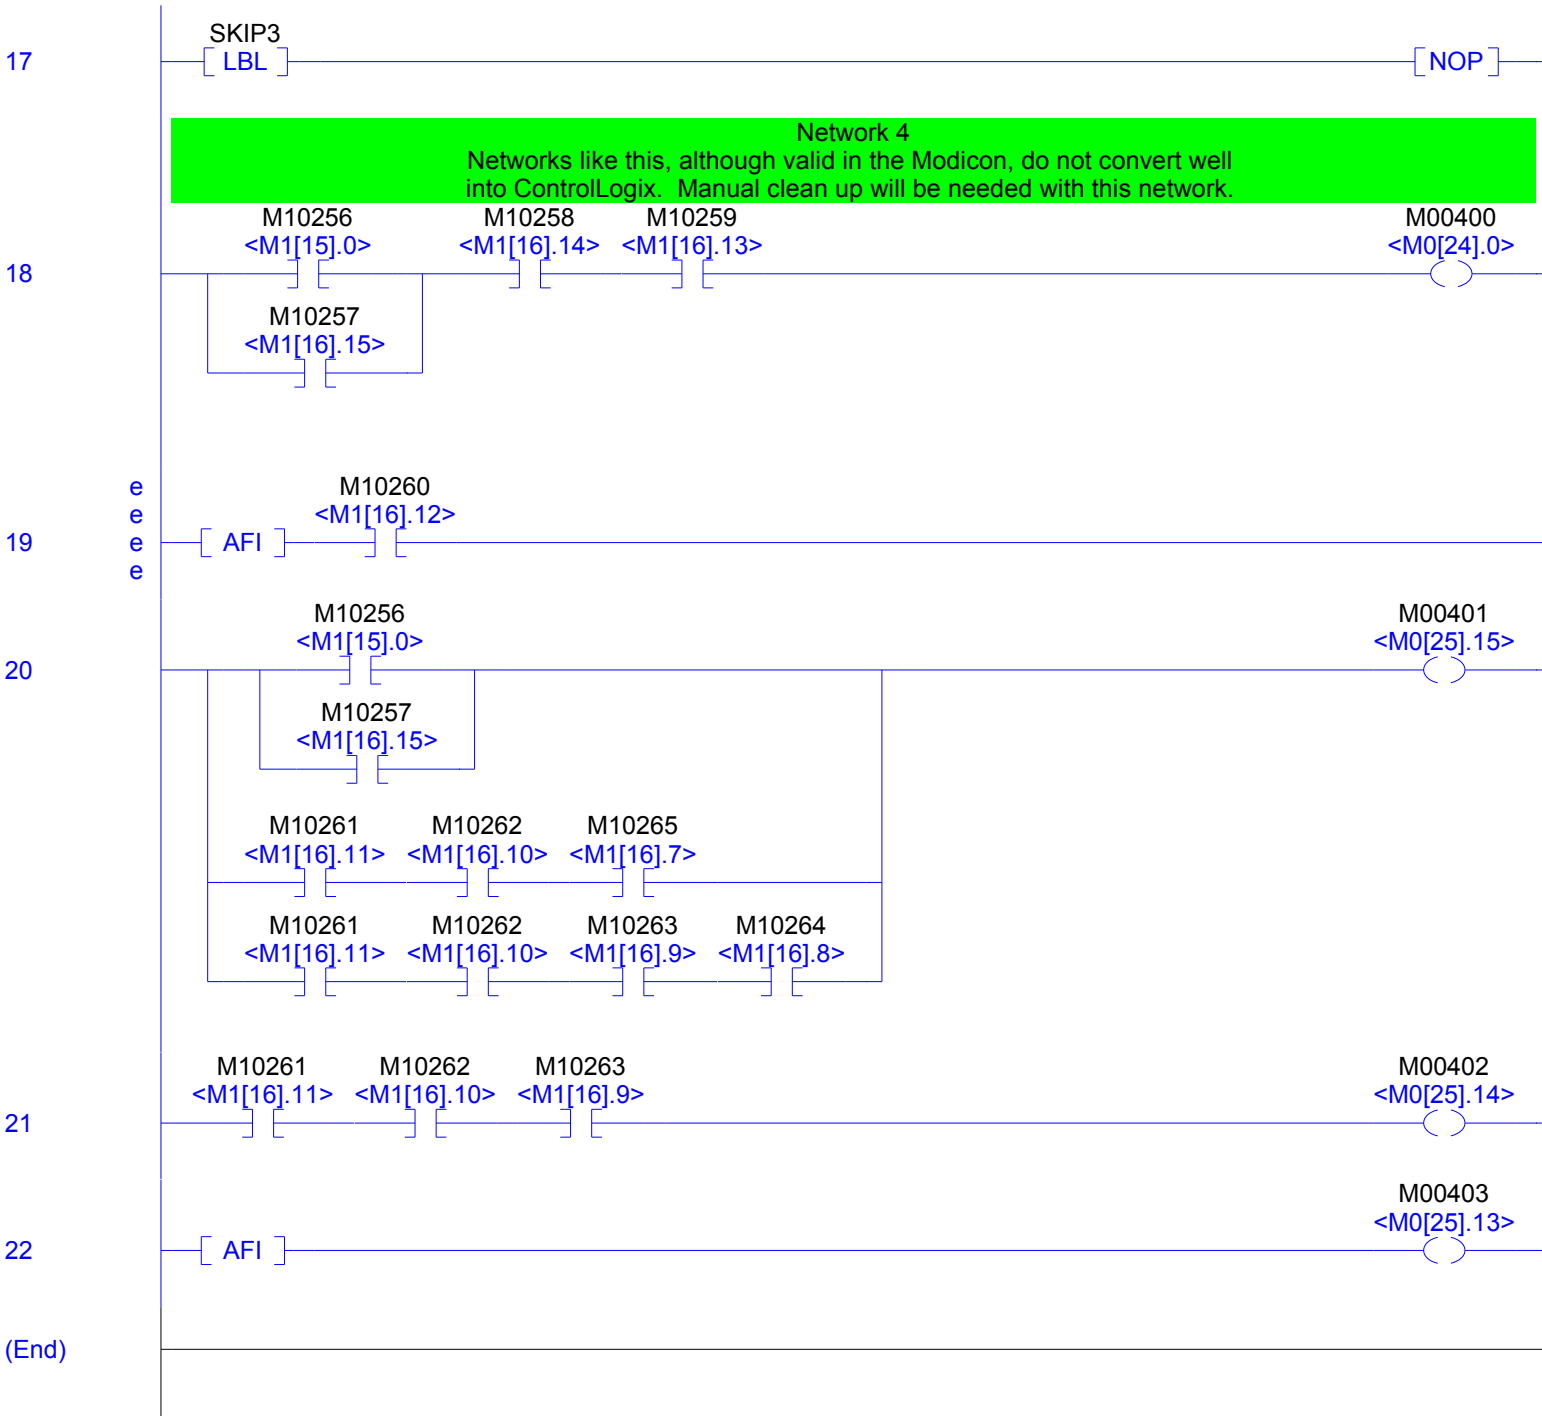 SKIP3
17 LBL NOP
Network 4
Networks like this, although valid in the Modicon, do not convert well
into ControlLogix.  Manual clean up will be needed with this network.
M10256 M10258 M10259 M00400
<M1[15].0> <M1[16].14> <M1[16].13> <M0[24].0>
18
M10257
<M1[16].15>
e M10260
e <M1[16].12>
19 e AFI
e
M10256 M00401
<M1[15].0> <M0[25].15>
20
M10257
<M1[16].15>
M10261 M10262 M10265
<M1[16].11> <M1[16].10> <M1[16].7>
M10261 M10262 M10263 M10264
<M1[16].11> <M1[16].10> <M1[16].9> <M1[16].8>
M10261 M10262 M10263 M00402
<M1[16].11> <M1[16].10> <M1[16].9> <M0[25].14>
21
M00403
<M0[25].13>
22 AFI
(End)